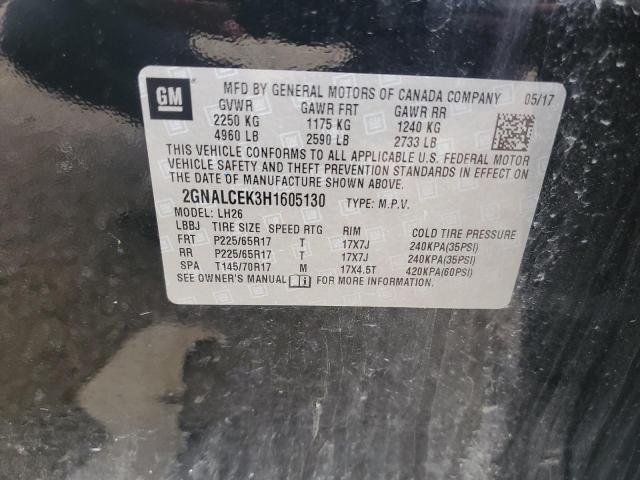 GM
MFD BY GENERAL MOTORS OF CANADA COMPANY 05/17
GVWR GAWR FRT GAWR RR
2250 KG 1175 KG 1240 KG
4960 LB 2590 LB 2733 LB
THIS VEHICLE CONFORMS TO ALL APPLICABLE U.S. FEDERAL MOTOR
VEHICLE SAFETY AND THEFT PREVENTION STANDARDS IN EFFECT ON
THE DATE OF MANUFACTURE SHOWN ABOVE.
2GNALCEK3H1605130 TYPE: M.P.V.
MODEL: LH26
LBBJ TIRE SIZE SPEED RTG RIM COLD TIRE PRESSURE
FRT P225/65R17 T 17X7J 240KPA(35PSI)
RR P225/65R17 T 17X7J 240KPA(35PSI)
SPA T145/70R17 M 17X4.5T 420KPA(60PSI)
SEE OWNER'S MANUAL FOR MORE INFORMATION.